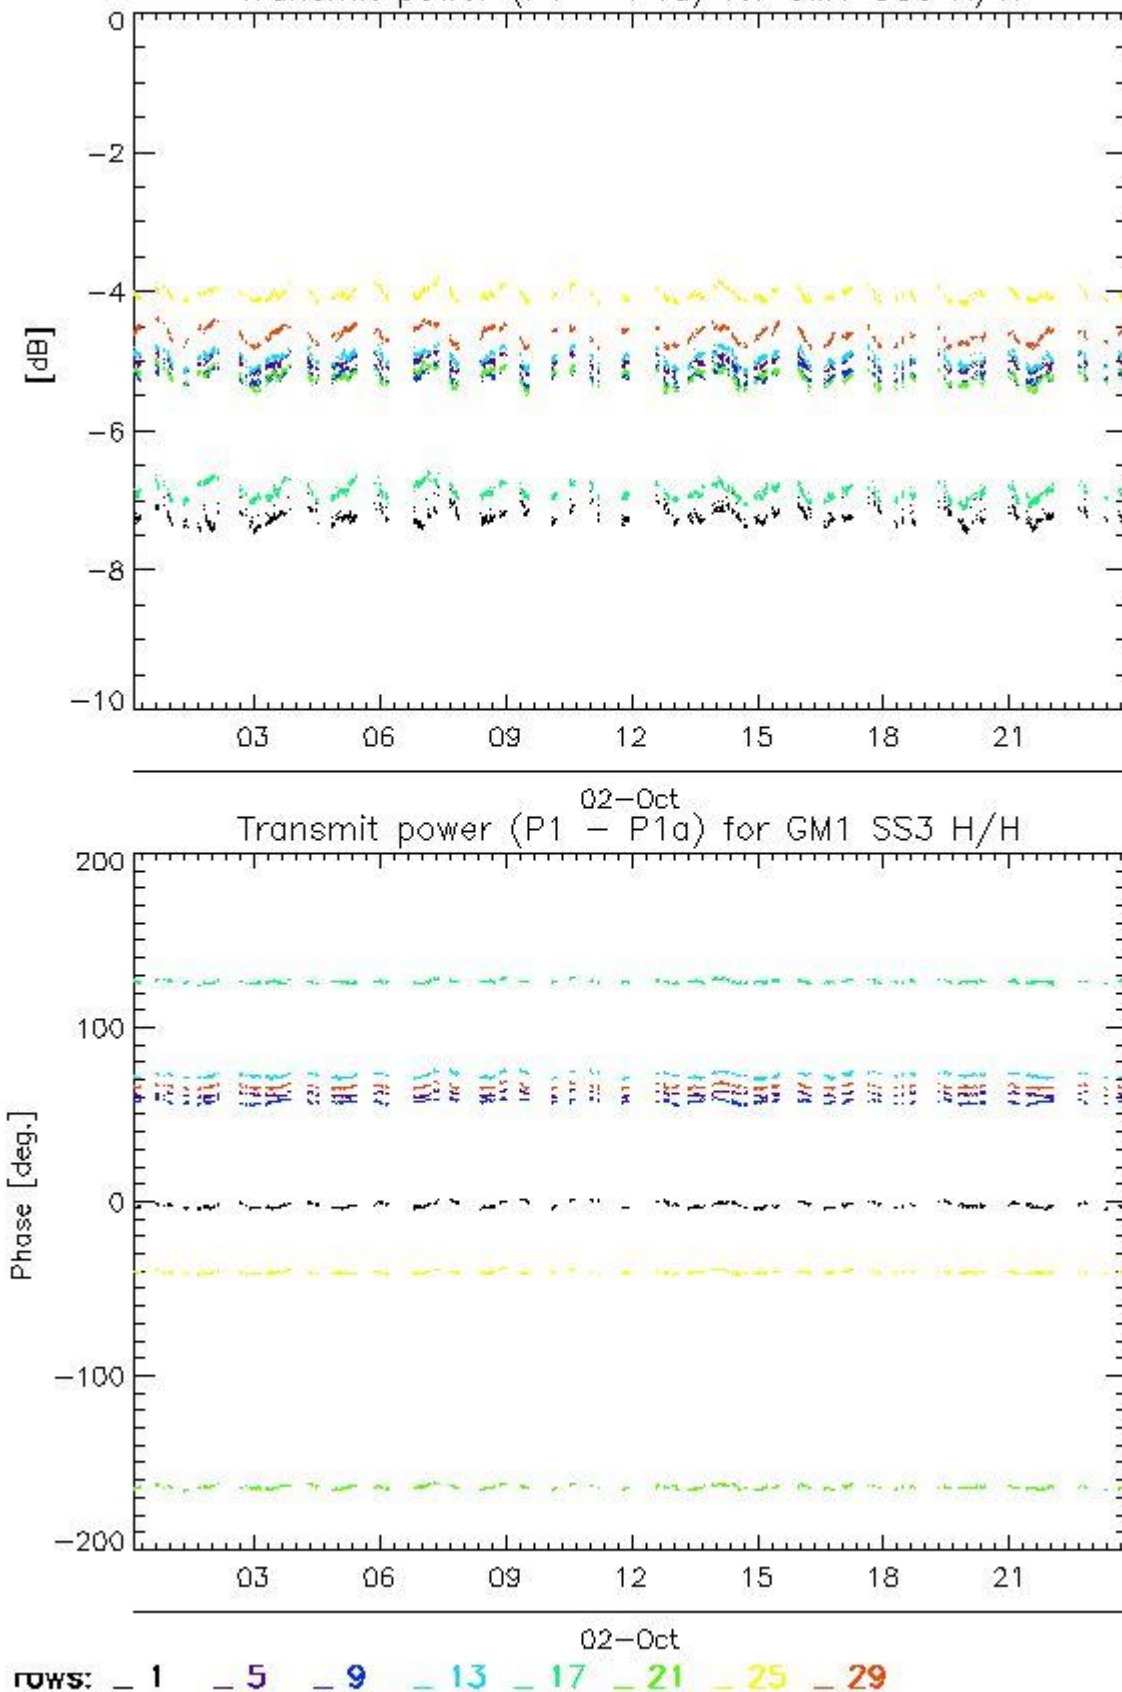 0
-2
-4
[dB]
-6
-8
-10
03 06 09 12 15 18 21
02-Oct
Transmit power (P1 - P1a) for GM1 SS3 H/H
200
100
0
Phase [deg.]
-100
-200
03 06 09 12 15 18 21
02-Oct
rows: _ 1 _ 5 _ 9 _ 13 _ 17 _ 21 _ 25 _ 29